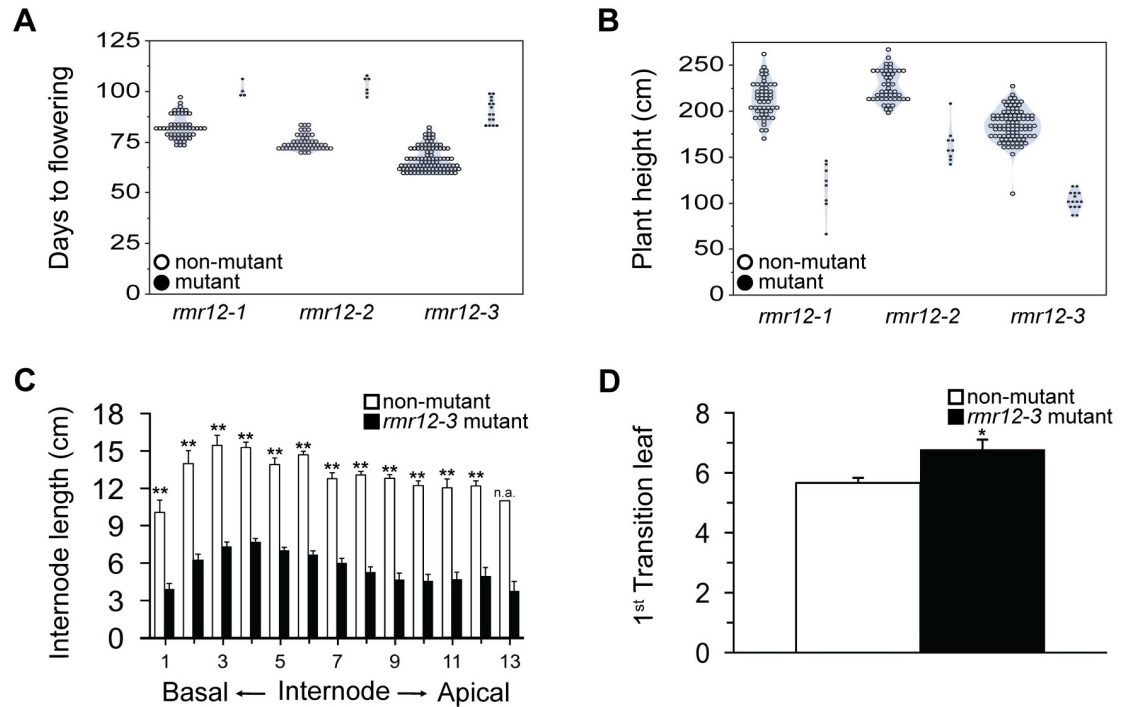 A
125
100
75
50
25
0
Days to flowering
non-mutant
mutant
rmr12-1 rmr12-2 rmr12-3
B
250
200
150
100
50
0
Plant height (cm)
non-mutant
mutant
rmr12-1 rmr12-2 rmr12-3
C
non-mutant
rmr12-3 mutant
18
15
12
9
6
3
0
Internode length (cm)
** ** ** ** ** ** ** ** ** ** ** ** n.a.
1 3 5 7 9 11 13
Basal ← Internode → Apical
D
non-mutant
rmr12-3 mutant
8
6
4
2
0
1st Transition leaf
*